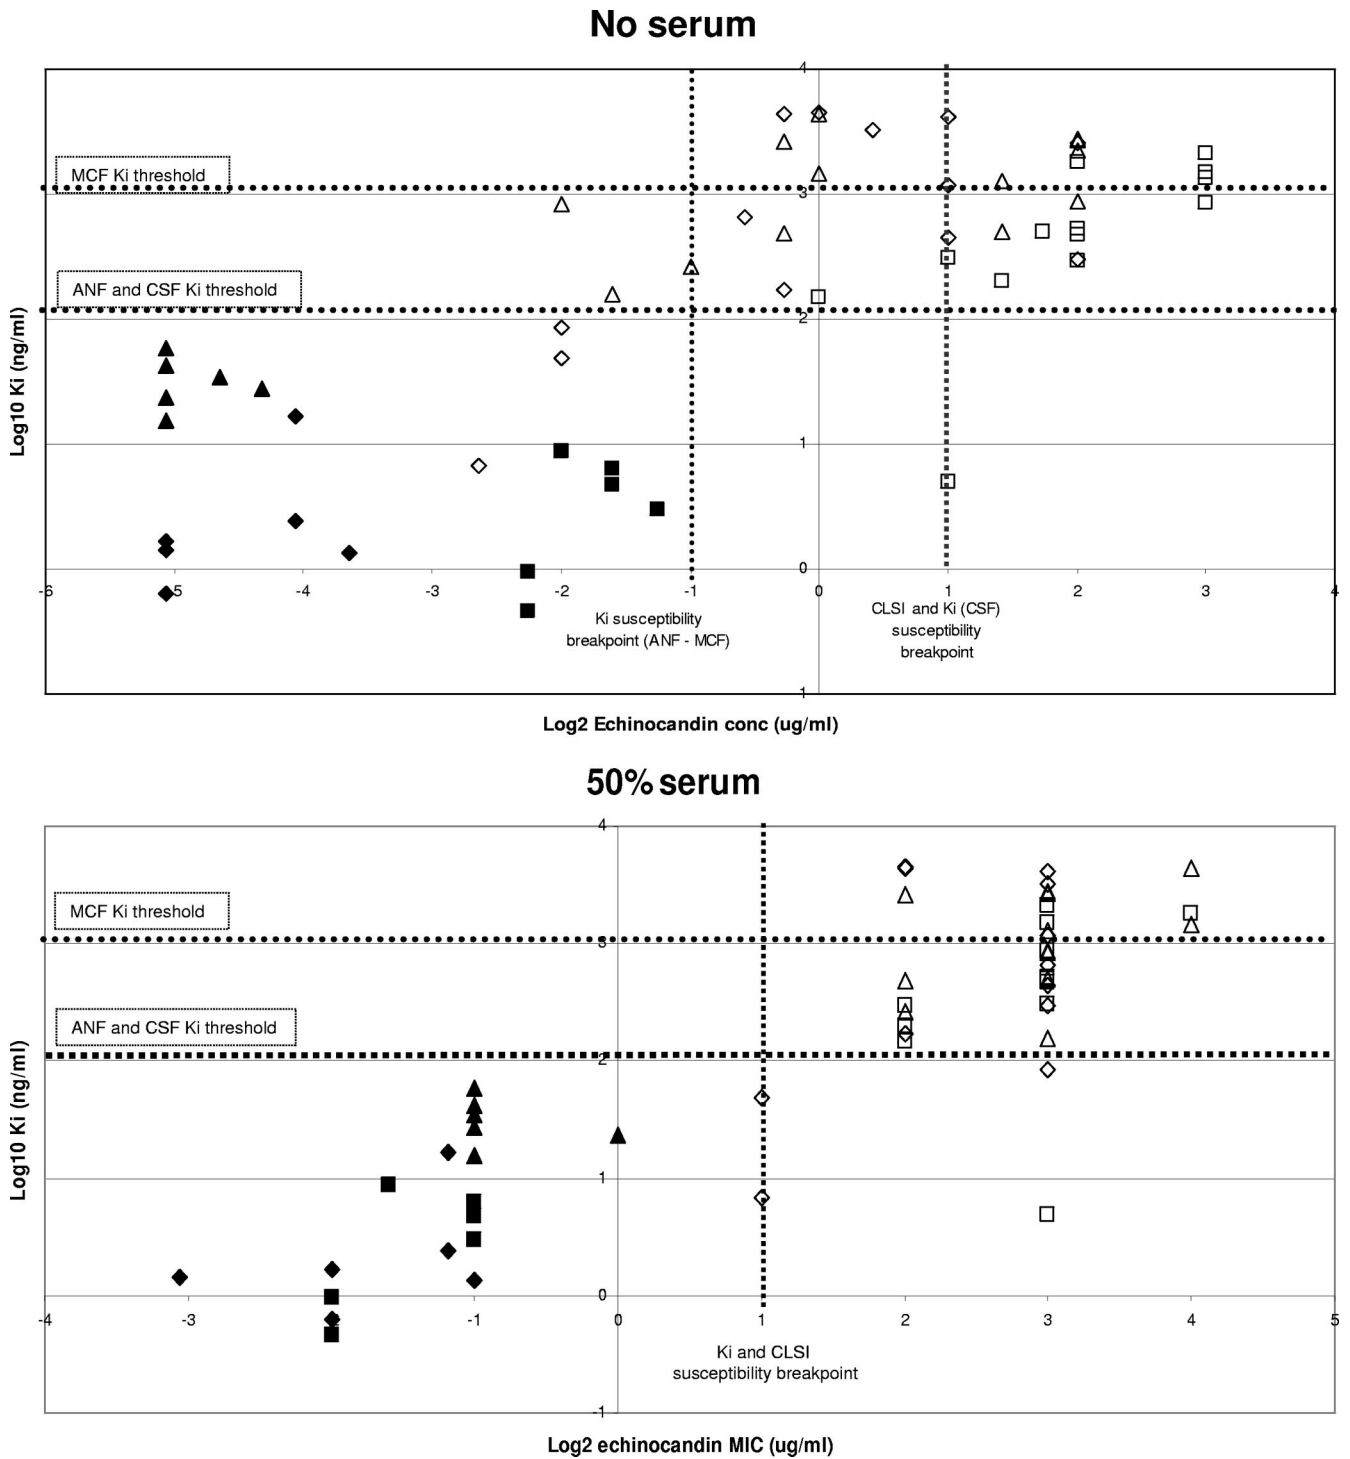 No serum
4
MCF Ki threshold
3
ANF and CSF Ki threshold
2
Log10 Ki (ng/ml)
1
0
-6 -5 -4 -3 -2 -1 0 1 2 3 4
Ki susceptibility
breakpoint (ANF - MCF)
CLSI and Ki (CSF)
susceptibility
breakpoint
1
Log2 Echinocandin conc (ug/ml)
50% serum
4
MCF Ki threshold
3
ANF and CSF Ki threshold
2
Log10 Ki (ng/ml)
1
0
-4 -3 -1 0 1 2 3 4 5
Ki and CLSI
susceptibility breakpoint
-1
Log2 echinocandin MIC (ug/ml)